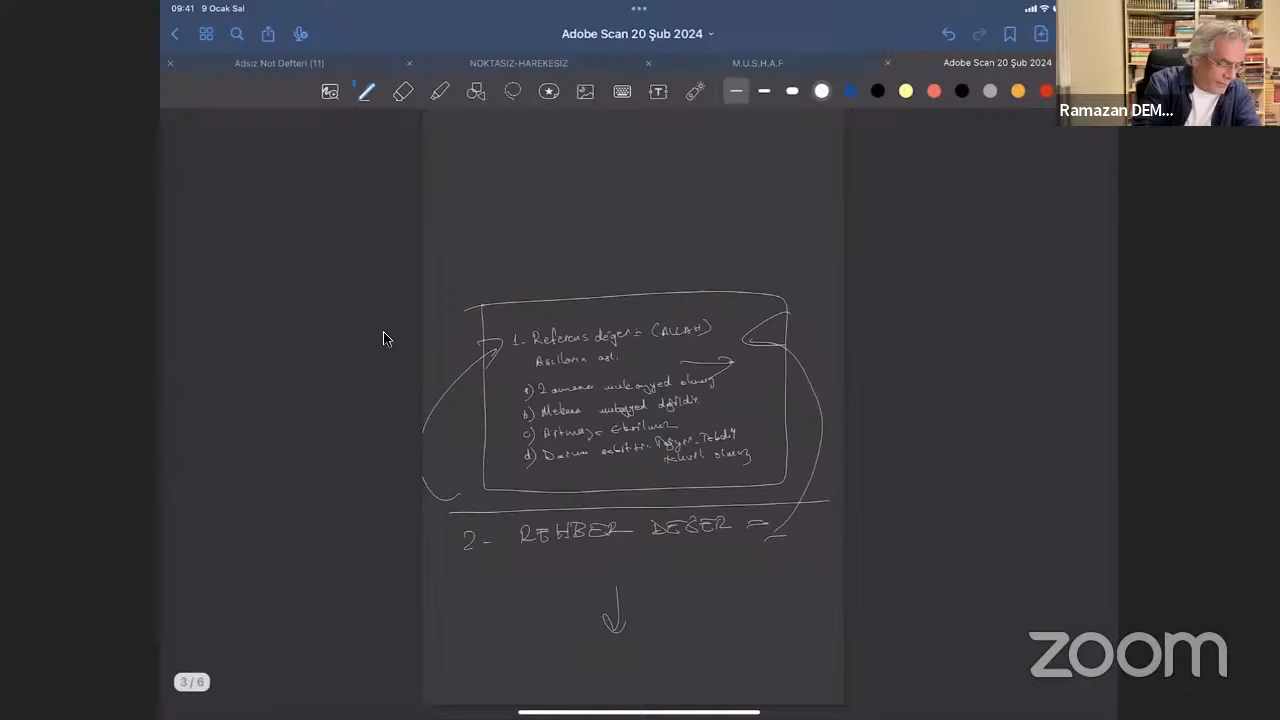 09:41 9 Ocak Sal
Adobe Scan 20 Şub 2024
Adsız Not Defteri (11)
NOKTASIZ-HAREKESİZ
M.U.S.H.A.F
Adobe Scan 20 Şub 2024
Ramazan DEM...
1- Referans değer = (ALLAH)
Asılların aslı
a) Zamana mukayyed olmaz
b) Mekana mukayyed değildir
c) Artmaz - Eksilmez
d) Daima sabittir. Tebdil
olmaz
2- REHBER DEĞER =
3 / 6
zoom